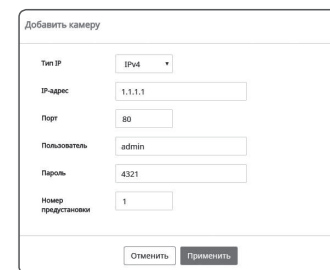 Добавить камеру
Тип IP IPv4
IP-адрес 1.1.1.1
Порт 80
Пользователь admin
Пароль 4321
Номер
предустановки 1
Отменить Применить